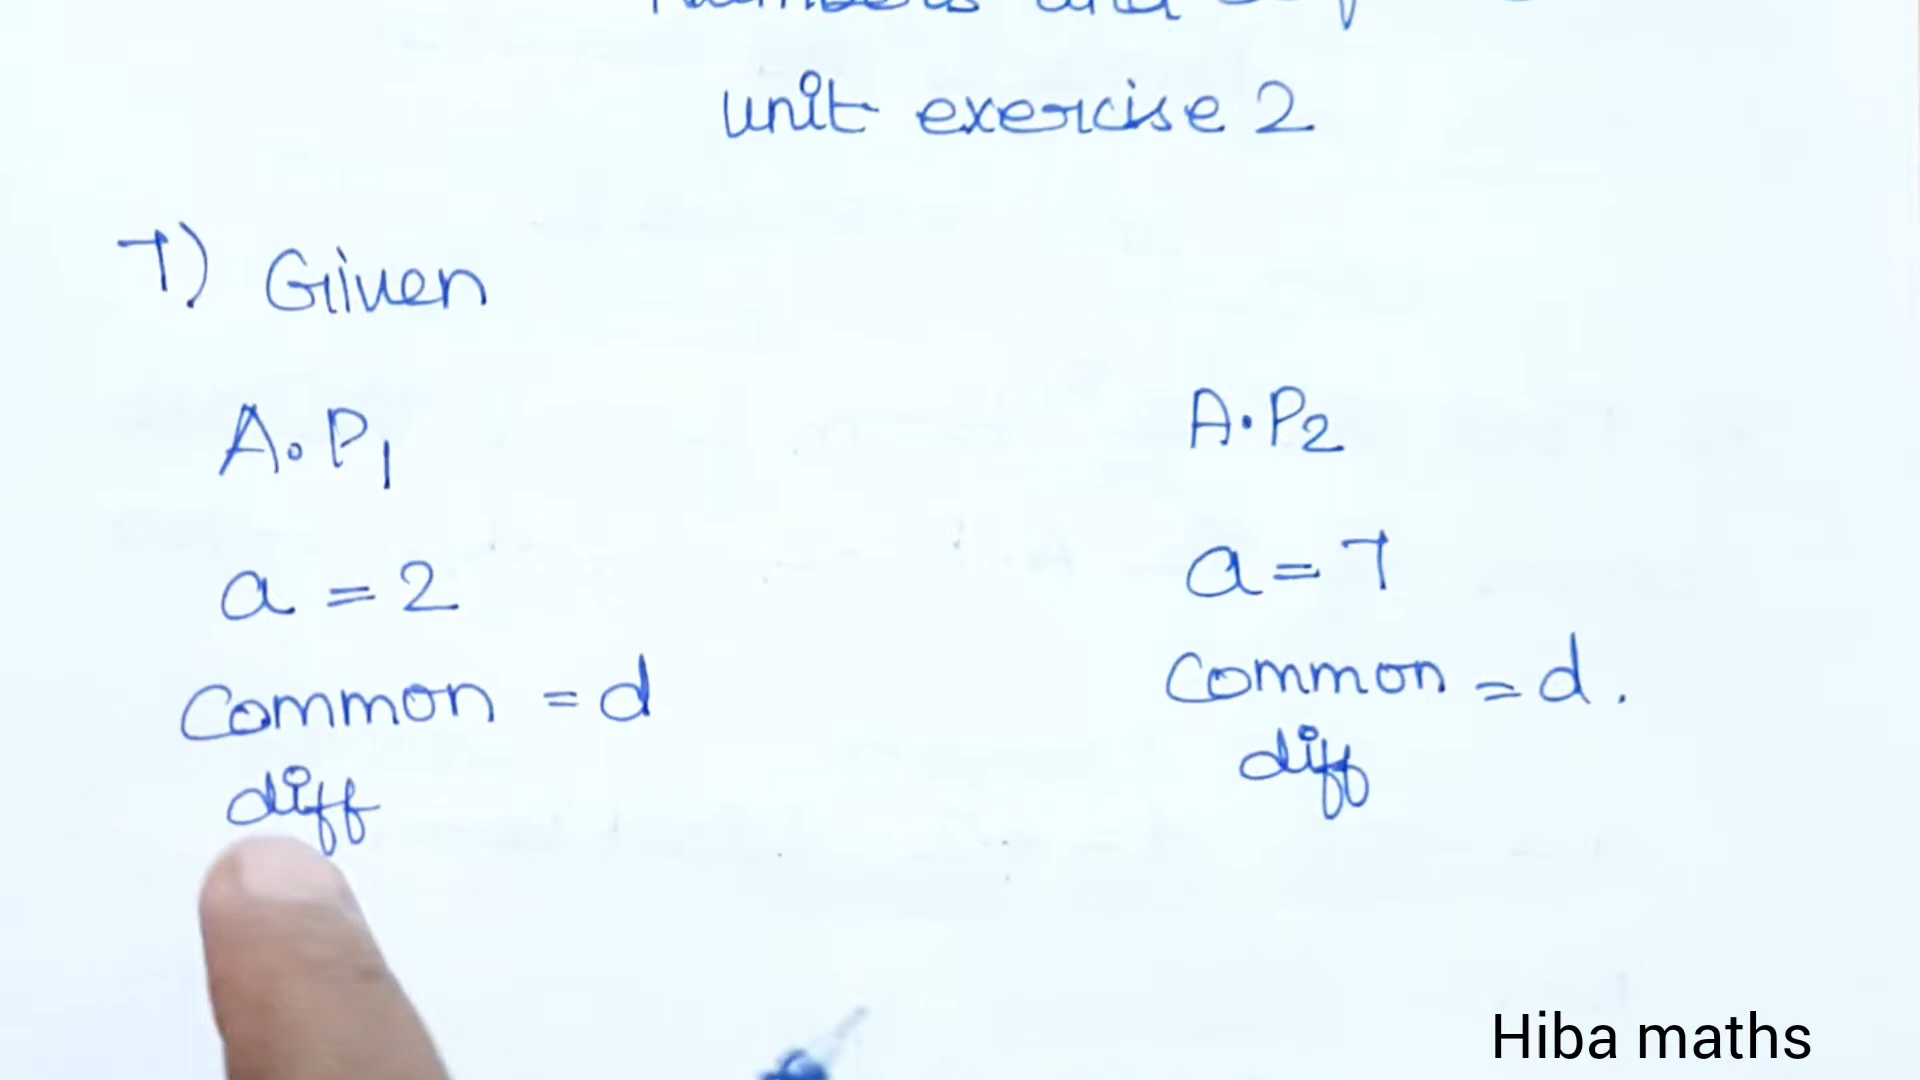 unit exercise 2
7) Given
A.P1
a = 2
Common = d
diff
A.P2
a = 7
Common = d.
diff
Hiba maths